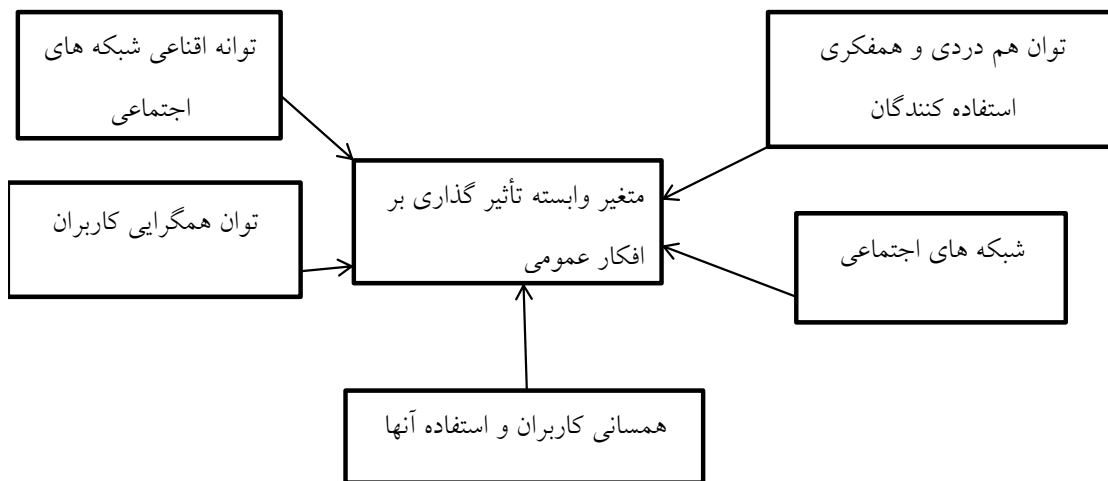 توان هم دردی و همفکری
استفاده کنندگان
توانه اقناعی شبکه های
اجتماعی
متغیر وابسته تأثیر گذاری بر
افکار عمومی
توان همگرایی کاربران
شبکه های اجتماعی
همسانی کاربران و استفاده آنها